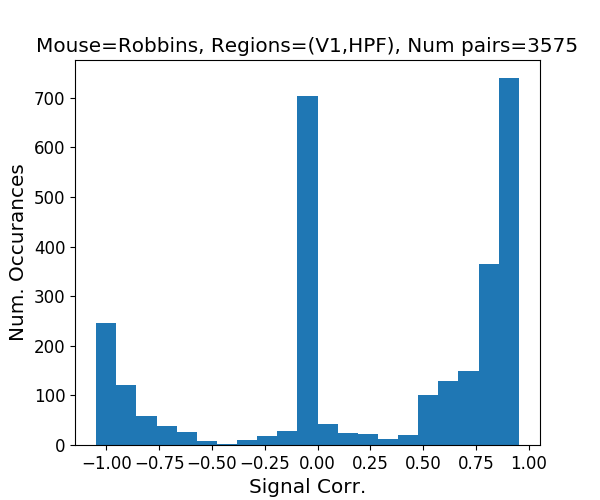 Mouse=Robbins, Regions=(V1,HPF), Num pairs=3575
700
600
500
400
300
200
100
0
Num. Occurances
−1.00 −0.75 −0.50 −0.25 0.00 0.25 0.50 0.75 1.00
Signal Corr.